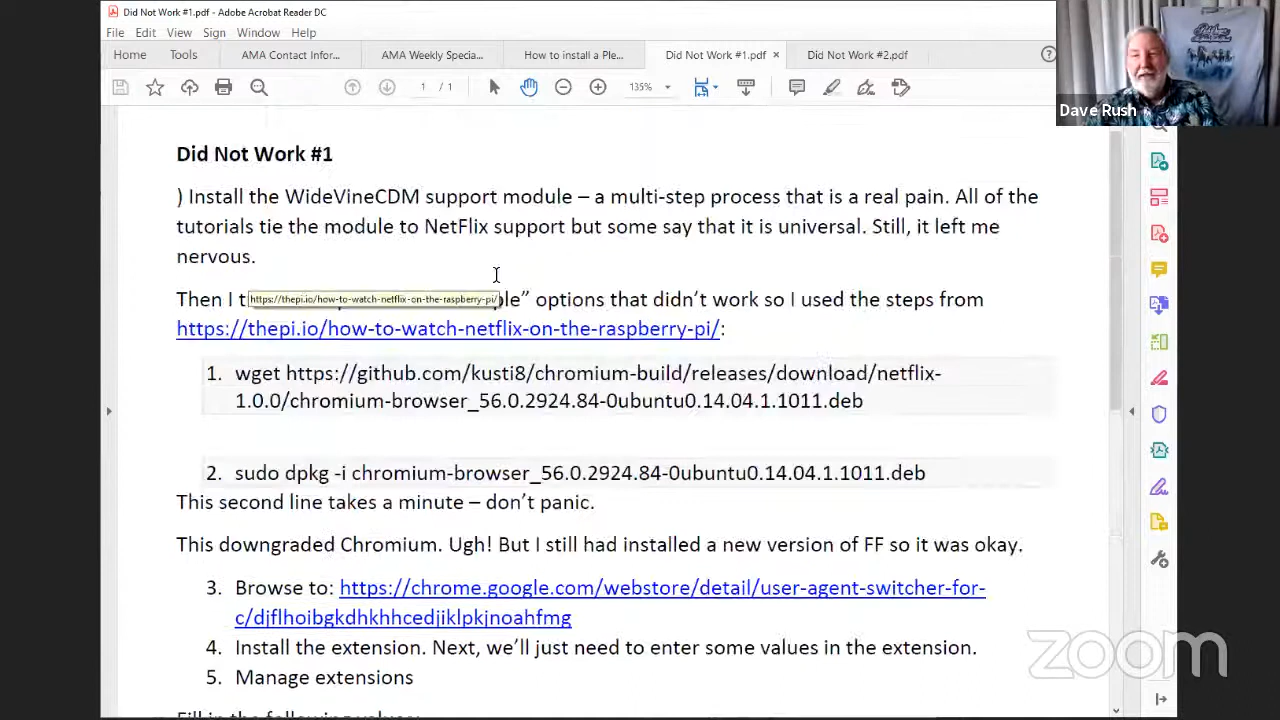 Did Not Work #1.pdf - Adobe Acrobat Reader DC
File Edit View Sign Window Help
Home Tools AMA Contact Infor... AMA Weekly Specia... How to install a Ple... Did Not Work #1.pdf × Did Not Work #2.pdf
1 / 1 135%
Dave Rush
Did Not Work #1
) Install the WideVineCDM support module – a multi-step process that is a real pain. All of the
tutorials tie the module to NetFlix support but some say that it is universal. Still, it left me
nervous.
https://thepi.io/how-to-watch-netflix-on-the-raspberry-pi/
Then I t ple” options that didn’t work so I used the steps from
https://thepi.io/how-to-watch-netflix-on-the-raspberry-pi/:
1. wget https://github.com/kusti8/chromium-build/releases/download/netflix-
1.0.0/chromium-browser_56.0.2924.84-0ubuntu0.14.04.1.1011.deb
2. sudo dpkg -i chromium-browser_56.0.2924.84-0ubuntu0.14.04.1.1011.deb
This second line takes a minute – don’t panic.
This downgraded Chromium. Ugh! But I still had installed a new version of FF so it was okay.
3. Browse to: https://chrome.google.com/webstore/detail/user-agent-switcher-for-
c/djflhoibgkdhkhhcedjiklpkjnoahfmg
4. Install the extension. Next, we’ll just need to enter some values in the extension.
5. Manage extensions
Fill in the following values:
zoom